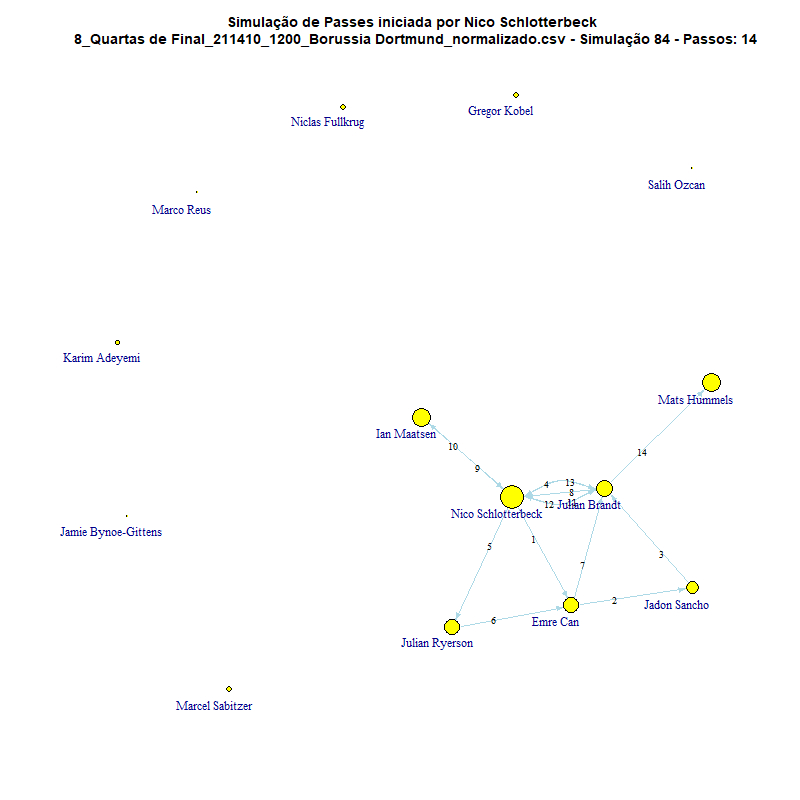 Simulação de Passes iniciada por Nico Schlotterbeck
8_Quartas de Final_211410_1200_Borussia Dortmund_normalizado.csv - Simulação 84 - Passos: 14
Gregor Kobel
Niclas Fullkrug
Salih Ozcan
Marco Reus
Karim Adeyemi
Mats Hummels
Ian Maatsen
10
14
9
4
13
8
12
11
Julian Brandt
Nico Schlotterbeck
Jamie Bynoe-Gittens
1
5
3
7
2
Jadon Sancho
6
Emre Can
Julian Ryerson
Marcel Sabitzer